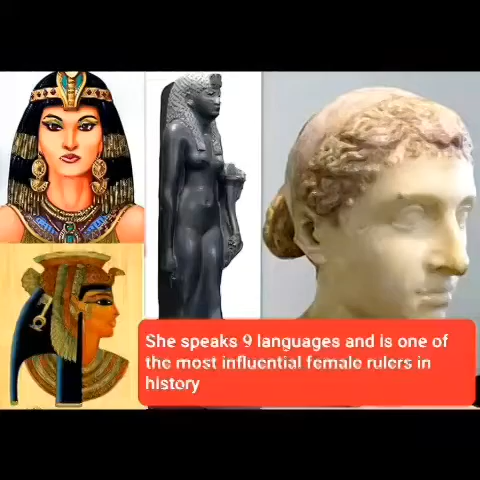 She speaks 9 languages and is one of
the most influential female rulers in
history